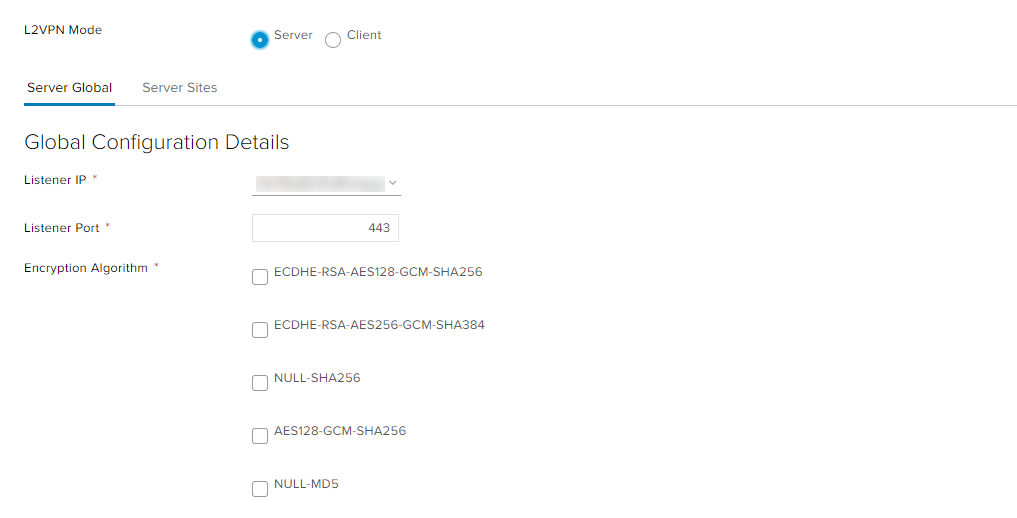 L2VPN Mode
Server Client
Server Global Server Sites
Global Configuration Details
Listener IP *
Listener Port * 443
Encryption Algorithm *
ECDHE-RSA-AES128-GCM-SHA256
ECDHE-RSA-AES256-GCM-SHA384
NULL-SHA256
AES128-GCM-SHA256
NULL-MD5